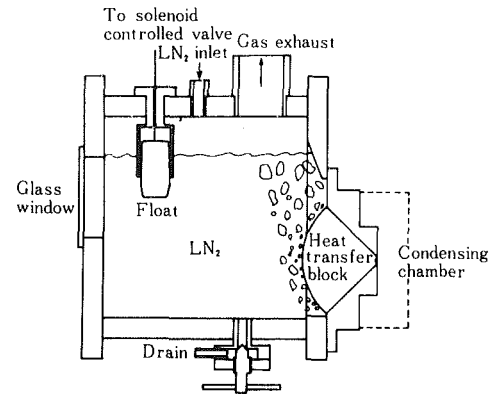 To solenoid
controlled valve
LN₂ inlet
Gas exhaust
Glass
window
Float
LN₂
Heat
transfer
block
Condensing
chamber
Drain